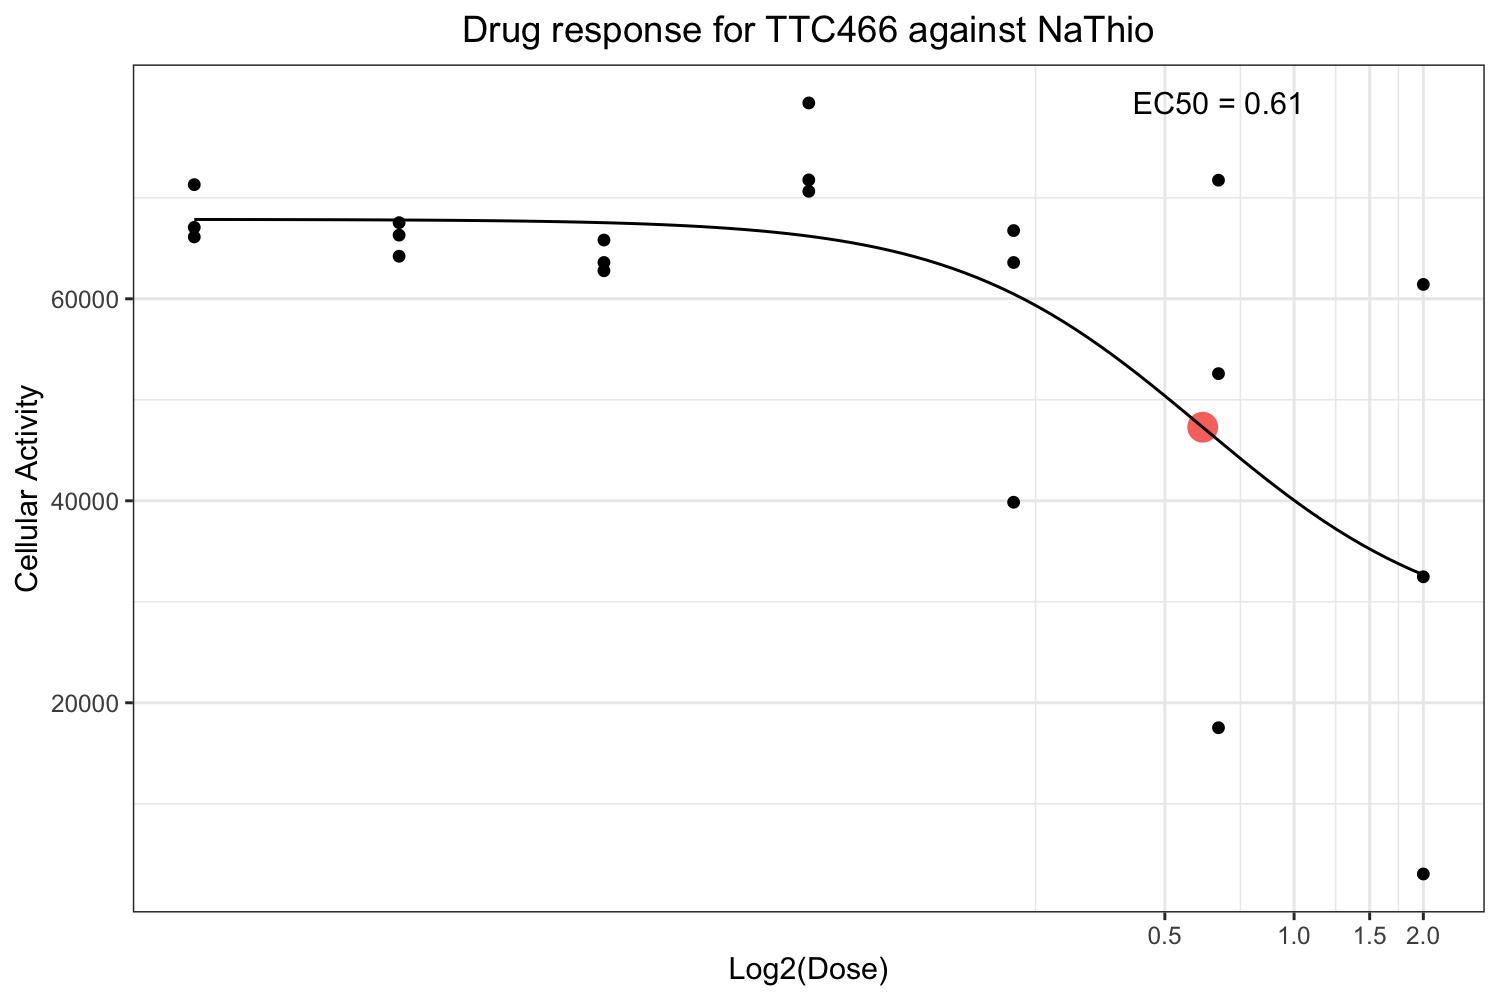 Drug response for TTC466 against NaThio
EC50 = 0.61
Cellular Activity
60000
40000
20000
0.5 1.0 1.5 2.0
Log2(Dose)